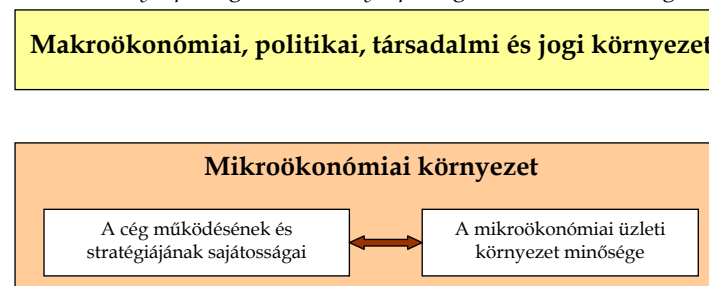 Makroökonómiai, politikai, társadalmi és jogi környezet
Mikroökonómiai környezet
A cég működésének és
stratégiájának sajátosságai
A mikroökonómiai üzleti
környezet minősége